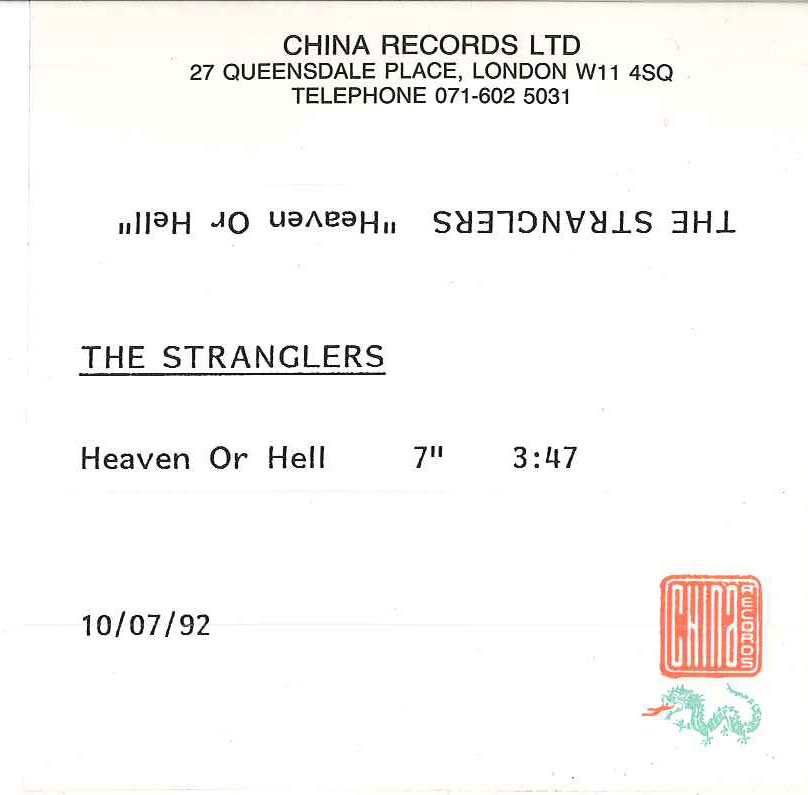 CHINA RECORDS LTD
27 QUEENSDALE PLACE, LONDON W11 4SQ
TELEPHONE 071-602 5031
THE STRANGLERS "Heaven Or Hell"
THE STRANGLERS
Heaven Or Hell 7" 3:47
10/07/92
CHINA RECORDS